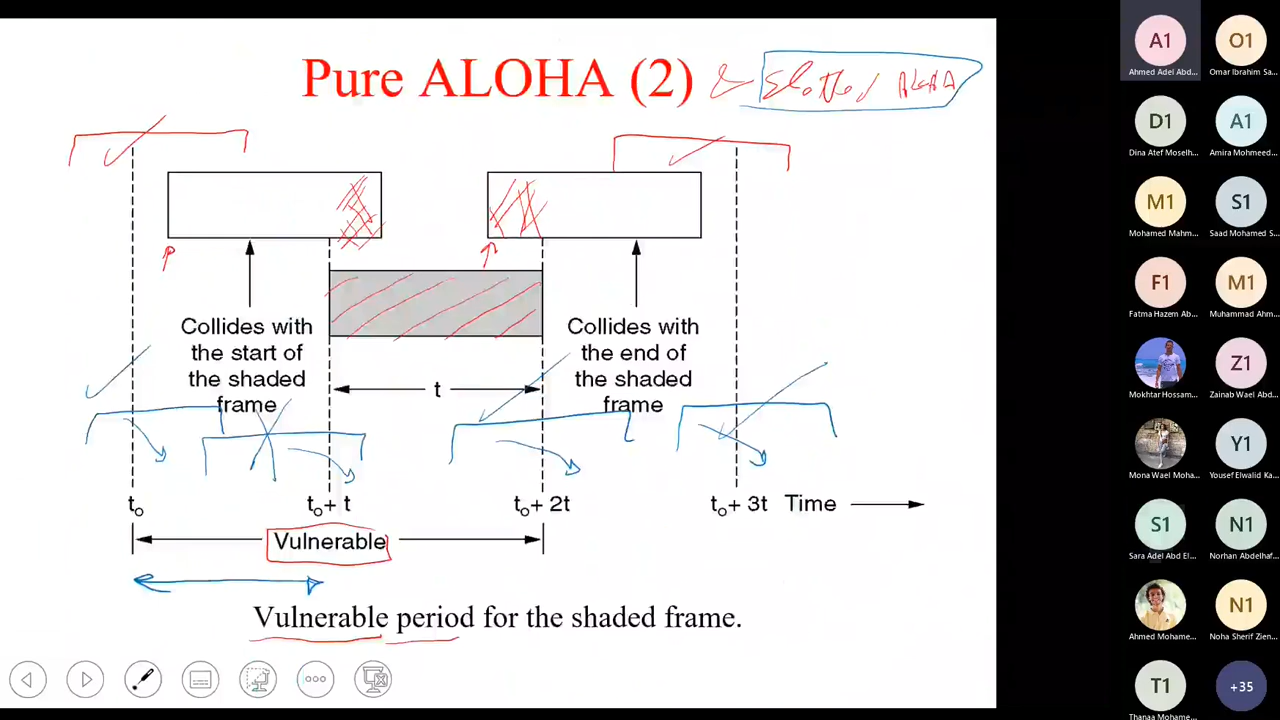 Pure ALOHA (2)
Slotted ALOHA
Collides with
the start of
the shaded
frame
Collides with
the end of
the shaded
frame
t
to to+ t to+ 2t to+ 3t Time
Vulnerable
Vulnerable period for the shaded frame.
A1
Ahmed Adel Abd...
O1
Omar Ibrahim Sa...
D1
Dina Atef Moselh...
A1
Amira Mohmeed...
M1
Mohamed Mahm...
S1
Saad Mohamed S...
F1
Fatma Hazem Ab...
M1
Muhammad Ahm...
Mokhtar Hossam...
Z1
Zainab Wael Abd...
Mona Wael Moha...
Y1
Yousef Elwalid Ka...
S1
Sara Adel Abd El...
N1
Norhan Abdelhaf...
Ahmed Mohame...
N1
Noha Sherif Zien...
T1
Thanaa Mohame...
+35